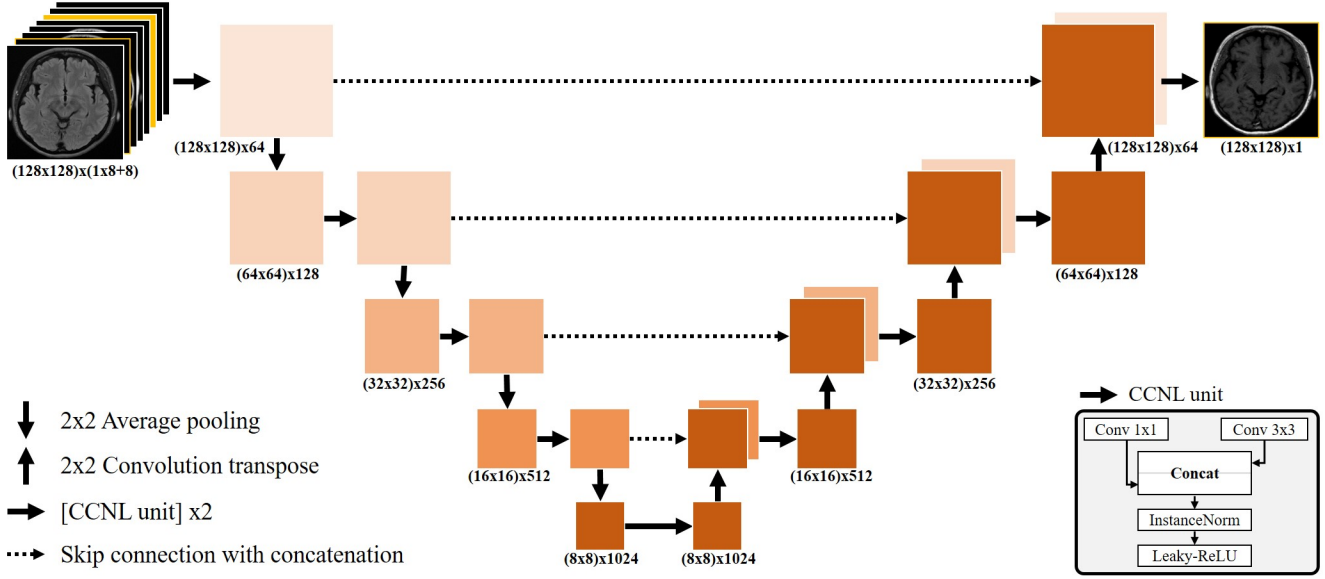 (128x128)x(1x8+8)
(128x128)x64
(128x128)x64
(128x128)x1
(64x64)x128
(64x64)x128
(32x32)x256
(32x32)x256
(16x16)x512
(16x16)x512
(8x8)x1024
(8x8)x1024
2x2 Average pooling
2x2 Convolution transpose
[CCNL unit] x2
Skip connection with concatenation
CCNL unit
Conv 1x1
Conv 3x3
Concat
InstanceNorm
Leaky-ReLU